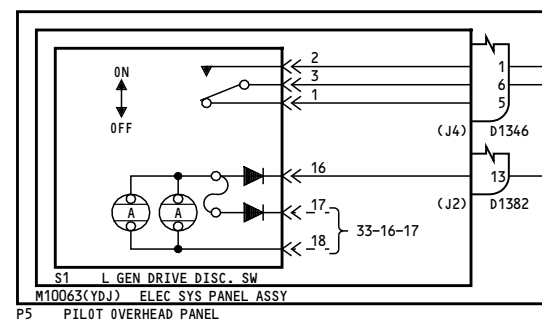 ON
OFF
2
3
1
1
6
5
(J4) D1346
16
13
(J2) D1382
17
18
33-16-17
A A
S1 L GEN DRIVE DISC. SW
M10063(YDJ) ELEC SYS PANEL ASSY
P5 PILOT OVERHEAD PANEL